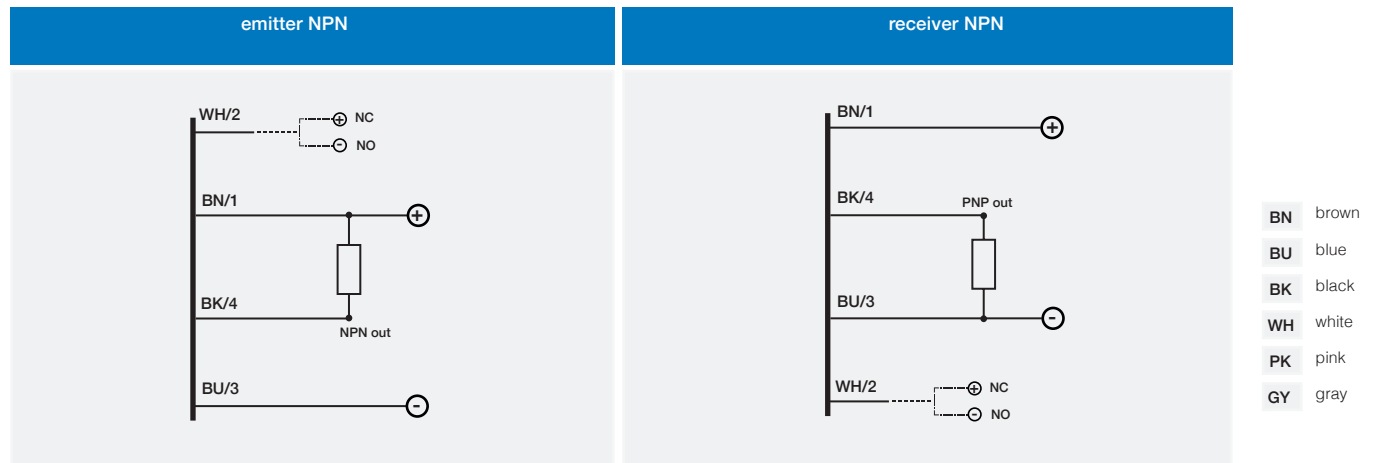 emitter NPN
WH/2
+ NC
- NO
BN/1
+
BK/4
NPN out
BU/3
-
receiver NPN
BN/1
+
BK/4
PNP out
BU/3
-
WH/2
+ NC
- NO
BN brown
BU blue
BK black
WH white
PK pink
GY gray